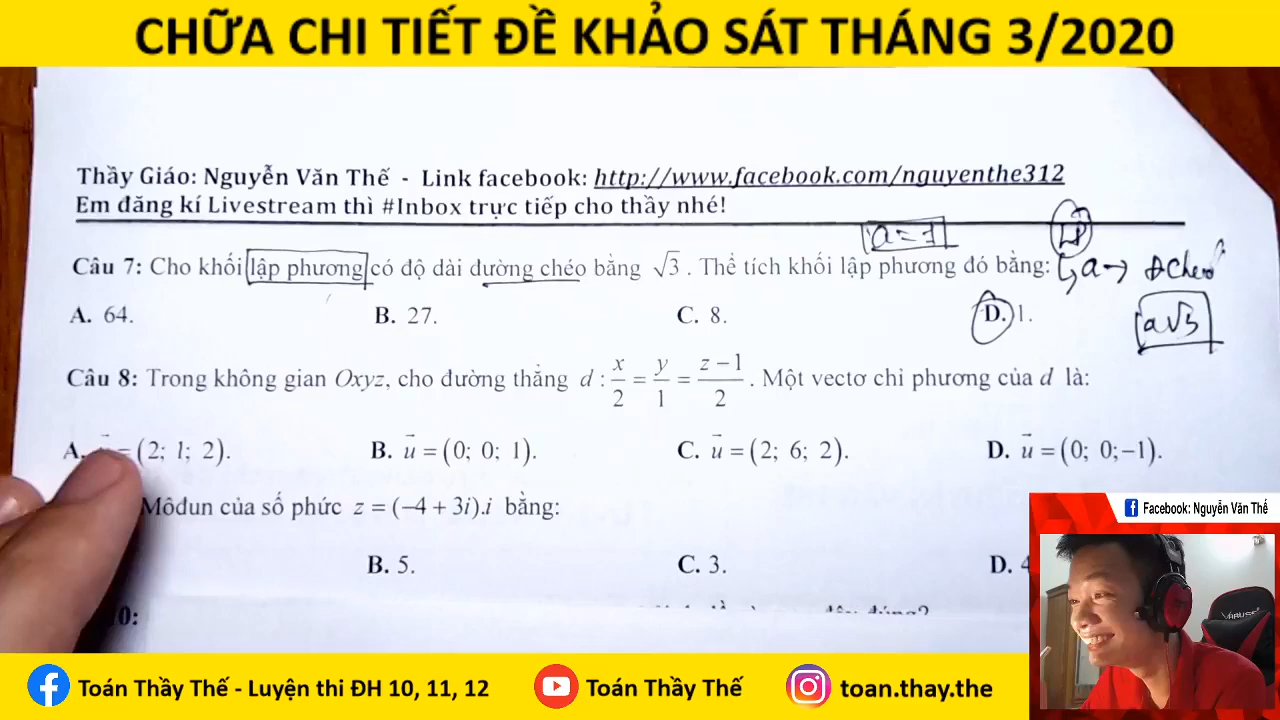 CHỮA CHI TIẾT ĐỀ KHẢO SÁT THÁNG 3/2020
Thầy Giáo: Nguyễn Văn Thế - Link facebook: http://www.facebook.com/nguyenthe312
Em đăng kí Livestream thì #Inbox trực tiếp cho thầy nhé!
a = 1
LP
Câu 7: Cho khối lập phương có độ dài đường chéo bằng √3 . Thể tích khối lập phương đó bằng: a → đcheo
A. 64. B. 27. C. 8. D. 1.
a√3
Câu 8: Trong không gian Oxyz, cho đường thẳng d : x/2 = y/1 = (z−1)/2 . Một vectơ chỉ phương của d là:
A. = (2; 1; 2). B. u⃗ = (0; 0; 1). C. u⃗ = (2; 6; 2). D. u⃗ = (0; 0;−1).
Môđun của số phức z = (−4 + 3i).i bằng:
B. 5. C. 3. D. 4
0:
Facebook: Nguyễn Văn Thế
Toán Thầy Thế - Luyện thi ĐH 10, 11, 12
Toán Thầy Thế
toan.thay.the